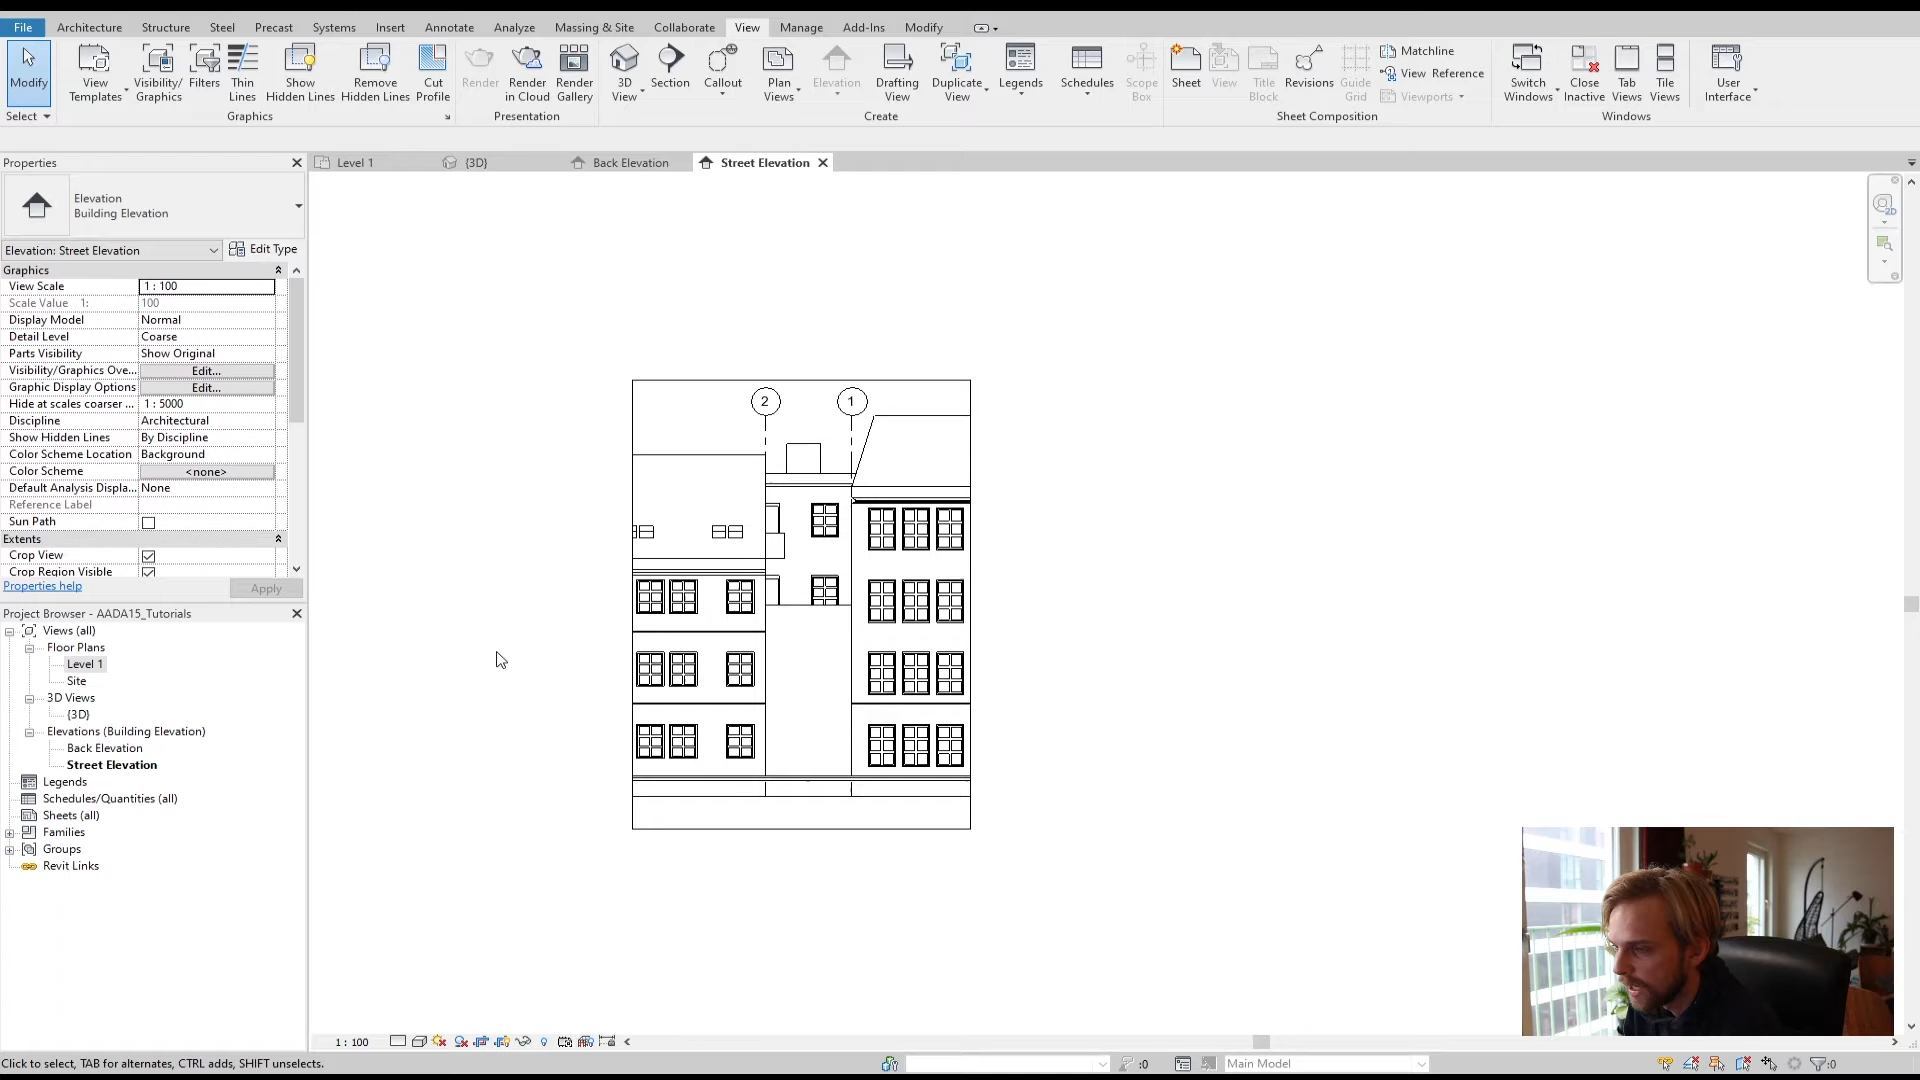 File Architecture Structure Steel Precast Systems Insert Annotate Analyze Massing & Site Collaborate View Manage Add-Ins Modify
Modify
View Templates
Visibility/ Graphics
Filters
Thin Lines
Show Hidden Lines
Remove Hidden Lines
Cut Profile
Render
Render in Cloud
Render Gallery
3D View
Section
Callout
Plan Views
Elevation
Drafting View
Duplicate View
Legends
Schedules
Scope Box
Sheet
View
Title Block
Revisions
Guide Grid
Matchline
View Reference
Viewports
Switch Windows
Close Inactive
Tab Views
Tile Views
User Interface
Select
Graphics
Presentation
Create
Sheet Composition
Windows
Properties
Level 1
{3D}
Back Elevation
Street Elevation
Elevation
Building Elevation
Elevation: Street Elevation
Edit Type
Graphics
View Scale 1 : 100
Scale Value 1: 100
Display Model Normal
Detail Level Coarse
Parts Visibility Show Original
Visibility/Graphics Ove... Edit...
Graphic Display Options Edit...
Hide at scales coarser ... 1 : 5000
Discipline Architectural
Show Hidden Lines By Discipline
Color Scheme Location Background
Color Scheme <none>
Default Analysis Displa... None
Reference Label
Sun Path
Extents
Crop View
Crop Region Visible
Properties help
Apply
Project Browser - AADA15_Tutorials
Views (all)
Floor Plans
Level 1
Site
3D Views
{3D}
Elevations (Building Elevation)
Back Elevation
Street Elevation
Legends
Schedules/Quantities (all)
Sheets (all)
Families
Groups
Revit Links
2
1
2D
1 : 100
Click to select, TAB for alternates, CTRL adds, SHIFT unselects.
:0
Main Model
:0